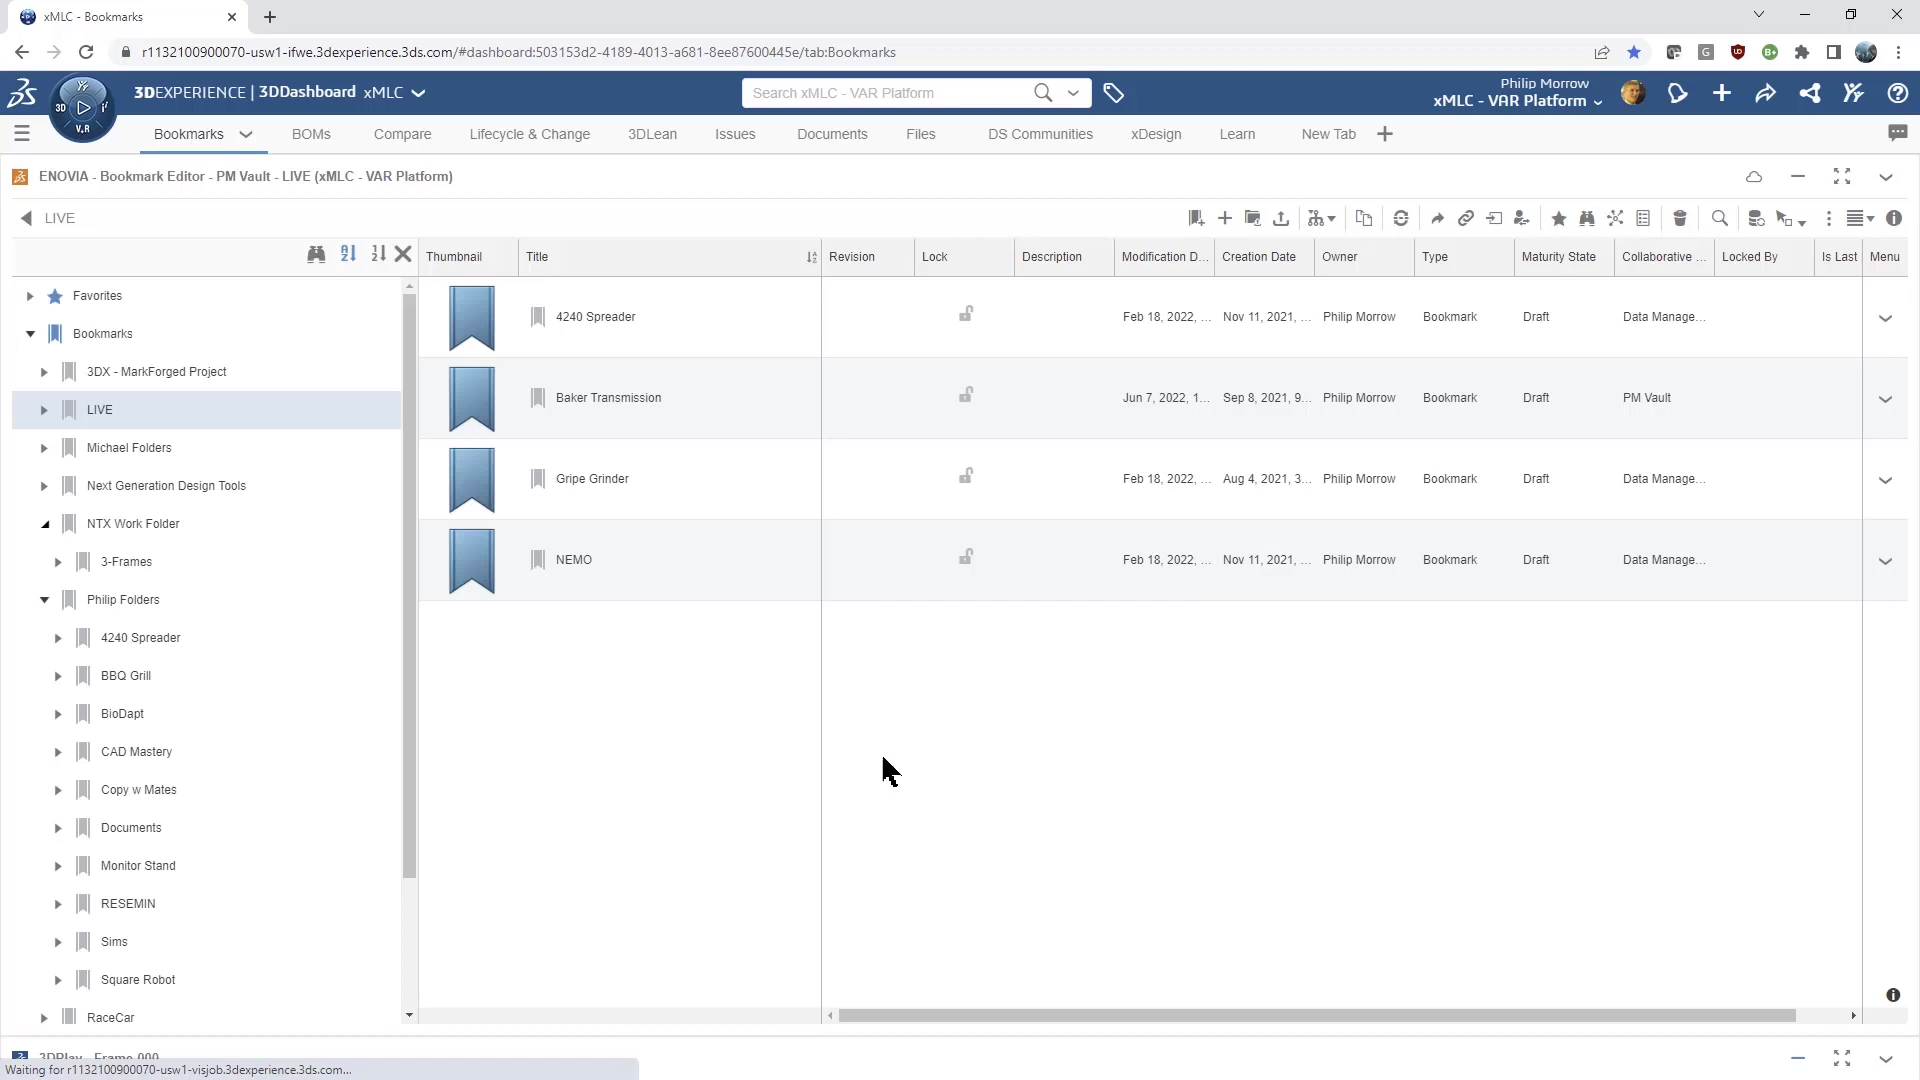 xMLC - Bookmarks
r1132100900070-usw1-ifwe.3dexperience.3ds.com/#dashboard:503153d2-4189-4013-a681-8ee87600445e/tab:Bookmarks
3D
V.R
3DEXPERIENCE | 3DDashboard xMLC
Search xMLC - VAR Platform
Philip Morrow
xMLC - VAR Platform
Bookmarks BOMs Compare Lifecycle & Change 3DLean Issues Documents Files DS Communities xDesign Learn New Tab
ENOVIA - Bookmark Editor - PM Vault - LIVE (xMLC - VAR Platform)
LIVE
Thumbnail Title Revision Lock Description Modification D... Creation Date Owner Type Maturity State Collaborative ... Locked By Is Last Menu
Favorites
Bookmarks
3DX - MarkForged Project
LIVE
Michael Folders
Next Generation Design Tools
NTX Work Folder
3-Frames
Philip Folders
4240 Spreader
BBQ Grill
BioDapt
CAD Mastery
Copy w Mates
Documents
Monitor Stand
RESEMIN
Sims
Square Robot
RaceCar
4240 Spreader Feb 18, 2022, ... Nov 11, 2021, ... Philip Morrow Bookmark Draft Data Manage...
Baker Transmission Jun 7, 2022, 1... Sep 8, 2021, 9... Philip Morrow Bookmark Draft PM Vault
Gripe Grinder Feb 18, 2022, ... Aug 4, 2021, 3... Philip Morrow Bookmark Draft Data Manage...
NEMO Feb 18, 2022, ... Nov 11, 2021, ... Philip Morrow Bookmark Draft Data Manage...
3DPlay - Frame-000
Waiting for r1132100900070-usw1-visjob.3dexperience.3ds.com...